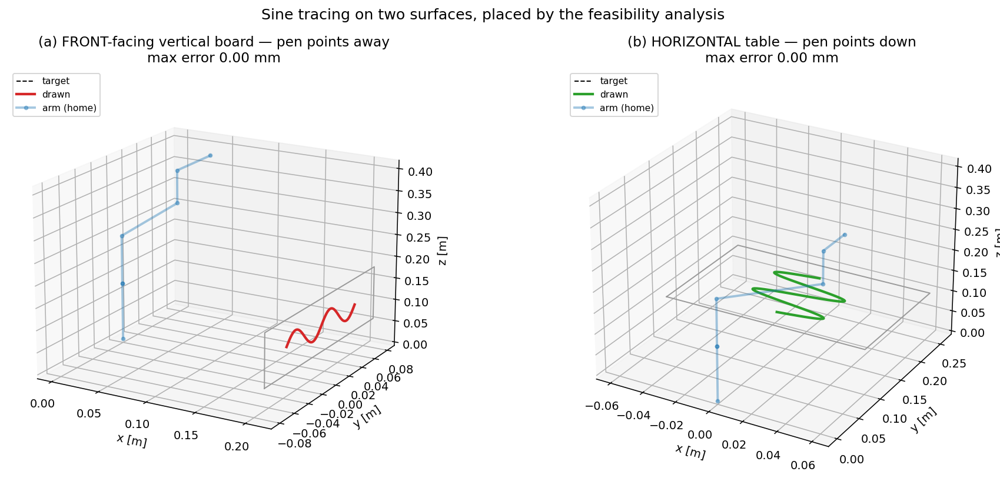 Sine tracing on two surfaces, placed by the feasibility analysis
(a) FRONT-facing vertical board — pen points away
max error 0.00 mm
target
drawn
arm (home)
0.40
0.35
0.30
0.25
0.20
0.15
0.10
0.05
0.00
z [m]
0.08
0.06
0.04
0.02
0.00
−0.02
−0.04
−0.06
−0.08
y [m]
0.00
0.05
0.10
0.15
0.20
x [m]
(b) HORIZONTAL table — pen points down
max error 0.00 mm
target
drawn
arm (home)
0.40
0.35
0.30
0.25
0.20
0.15
0.10
0.05
0.00
z [m]
0.25
0.20
0.15
0.10
0.05
0.00
y [m]
−0.06
−0.04
−0.02
0.00
0.02
0.04
0.06
x [m]